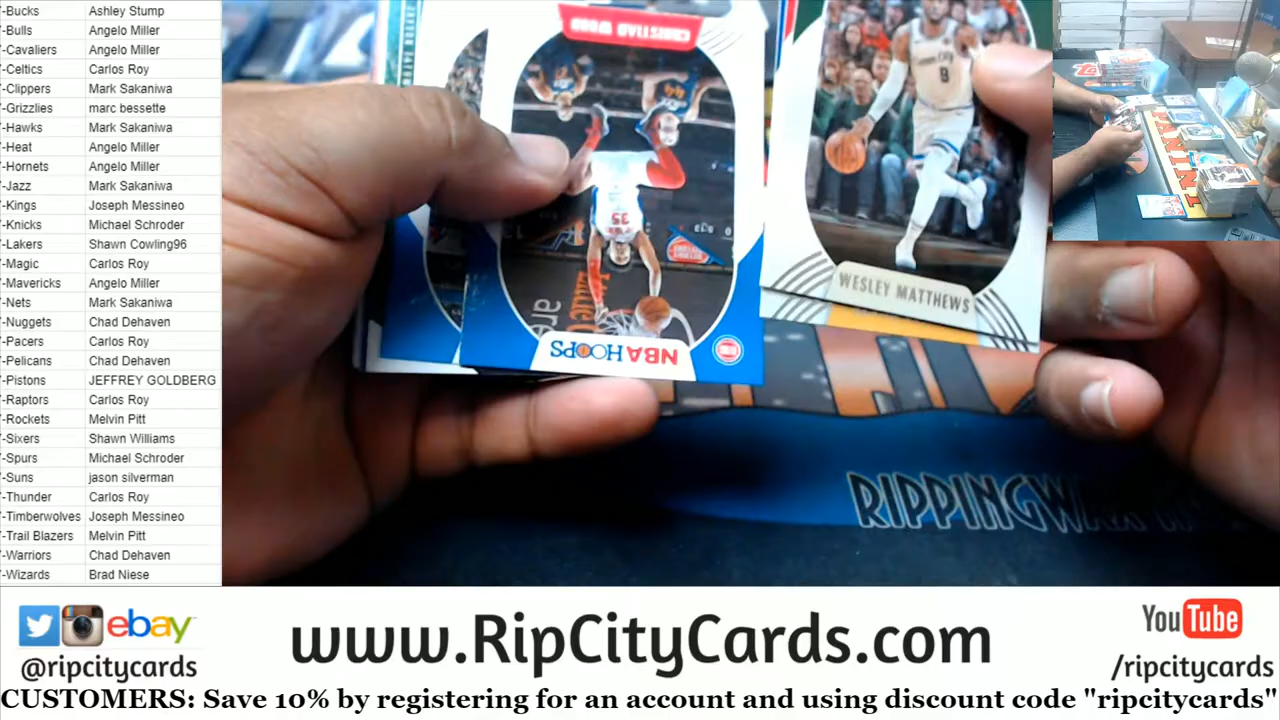 -Bucks Ashley Stump
-Bulls Angelo Miller
-Cavaliers Angelo Miller
-Celtics Carlos Roy
-Clippers Mark Sakaniwa
-Grizzlies marc bessette
-Hawks Mark Sakaniwa
-Heat Angelo Miller
-Hornets Angelo Miller
-Jazz Mark Sakaniwa
-Kings Joseph Messineo
-Knicks Michael Schroder
-Lakers Shawn Cowling96
-Magic Carlos Roy
-Mavericks Angelo Miller
-Nets Mark Sakaniwa
-Nuggets Chad Dehaven
-Pacers Carlos Roy
-Pelicans Chad Dehaven
-Pistons JEFFREY GOLDBERG
-Raptors Carlos Roy
-Rockets Melvin Pitt
-Sixers Shawn Williams
-Spurs Michael Schroder
-Suns jason silverman
-Thunder Carlos Roy
-Timberwolves Joseph Messineo
-Trail Blazers Melvin Pitt
-Warriors Chad Dehaven
-Wizards Brad Niese
CHRISTIAN WOOD
35
NBA HOOPS
9
WESLEY MATTHEWS
PANINI
ebay
@ripcitycards
www.RipCityCards.com
YouTube
/ripcitycards
CUSTOMERS: Save 10% by registering for an account and using discount code "ripcitycards"